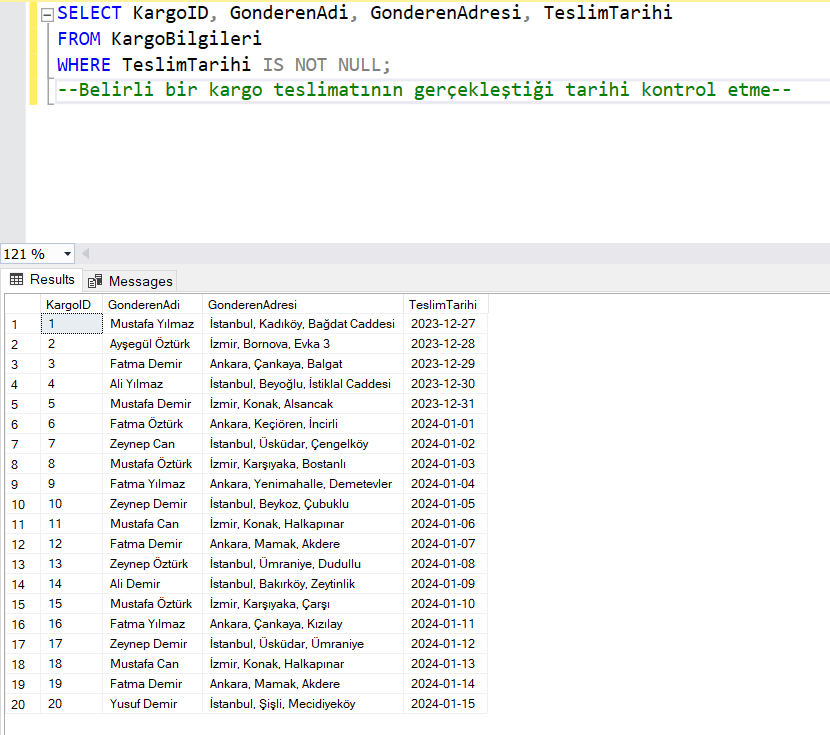 SELECT KargoID, GonderenAdi, GonderenAdresi, TeslimTarihi
FROM KargoBilgileri
WHERE TeslimTarihi IS NOT NULL;
--Belirli bir kargo teslimatının gerçekleştiği tarihi kontrol etme--
121 %
Results Messages
KargoID GonderenAdi GonderenAdresi TeslimTarihi
1 1 Mustafa Yılmaz İstanbul, Kadıköy, Bağdat Caddesi 2023-12-27
2 2 Ayşegül Öztürk İzmir, Bornova, Evka 3 2023-12-28
3 3 Fatma Demir Ankara, Çankaya, Balgat 2023-12-29
4 4 Ali Yılmaz İstanbul, Beyoğlu, İstiklal Caddesi 2023-12-30
5 5 Mustafa Demir İzmir, Konak, Alsancak 2023-12-31
6 6 Fatma Öztürk Ankara, Keçiören, İncirli 2024-01-01
7 7 Zeynep Can İstanbul, Üsküdar, Çengelköy 2024-01-02
8 8 Mustafa Öztürk İzmir, Karşıyaka, Bostanlı 2024-01-03
9 9 Fatma Yılmaz Ankara, Yenimahalle, Demetevler 2024-01-04
10 10 Zeynep Demir İstanbul, Beykoz, Çubuklu 2024-01-05
11 11 Mustafa Can İzmir, Konak, Halkapınar 2024-01-06
12 12 Fatma Demir Ankara, Mamak, Akdere 2024-01-07
13 13 Zeynep Öztürk İstanbul, Ümraniye, Dudullu 2024-01-08
14 14 Ali Demir İstanbul, Bakırköy, Zeytinlik 2024-01-09
15 15 Mustafa Öztürk İzmir, Karşıyaka, Çarşı 2024-01-10
16 16 Fatma Yılmaz Ankara, Çankaya, Kızılay 2024-01-11
17 17 Zeynep Demir İstanbul, Üsküdar, Ümraniye 2024-01-12
18 18 Mustafa Can İzmir, Konak, Halkapınar 2024-01-13
19 19 Fatma Demir Ankara, Mamak, Akdere 2024-01-14
20 20 Yusuf Demir İstanbul, Şişli, Mecidiyeköy 2024-01-15